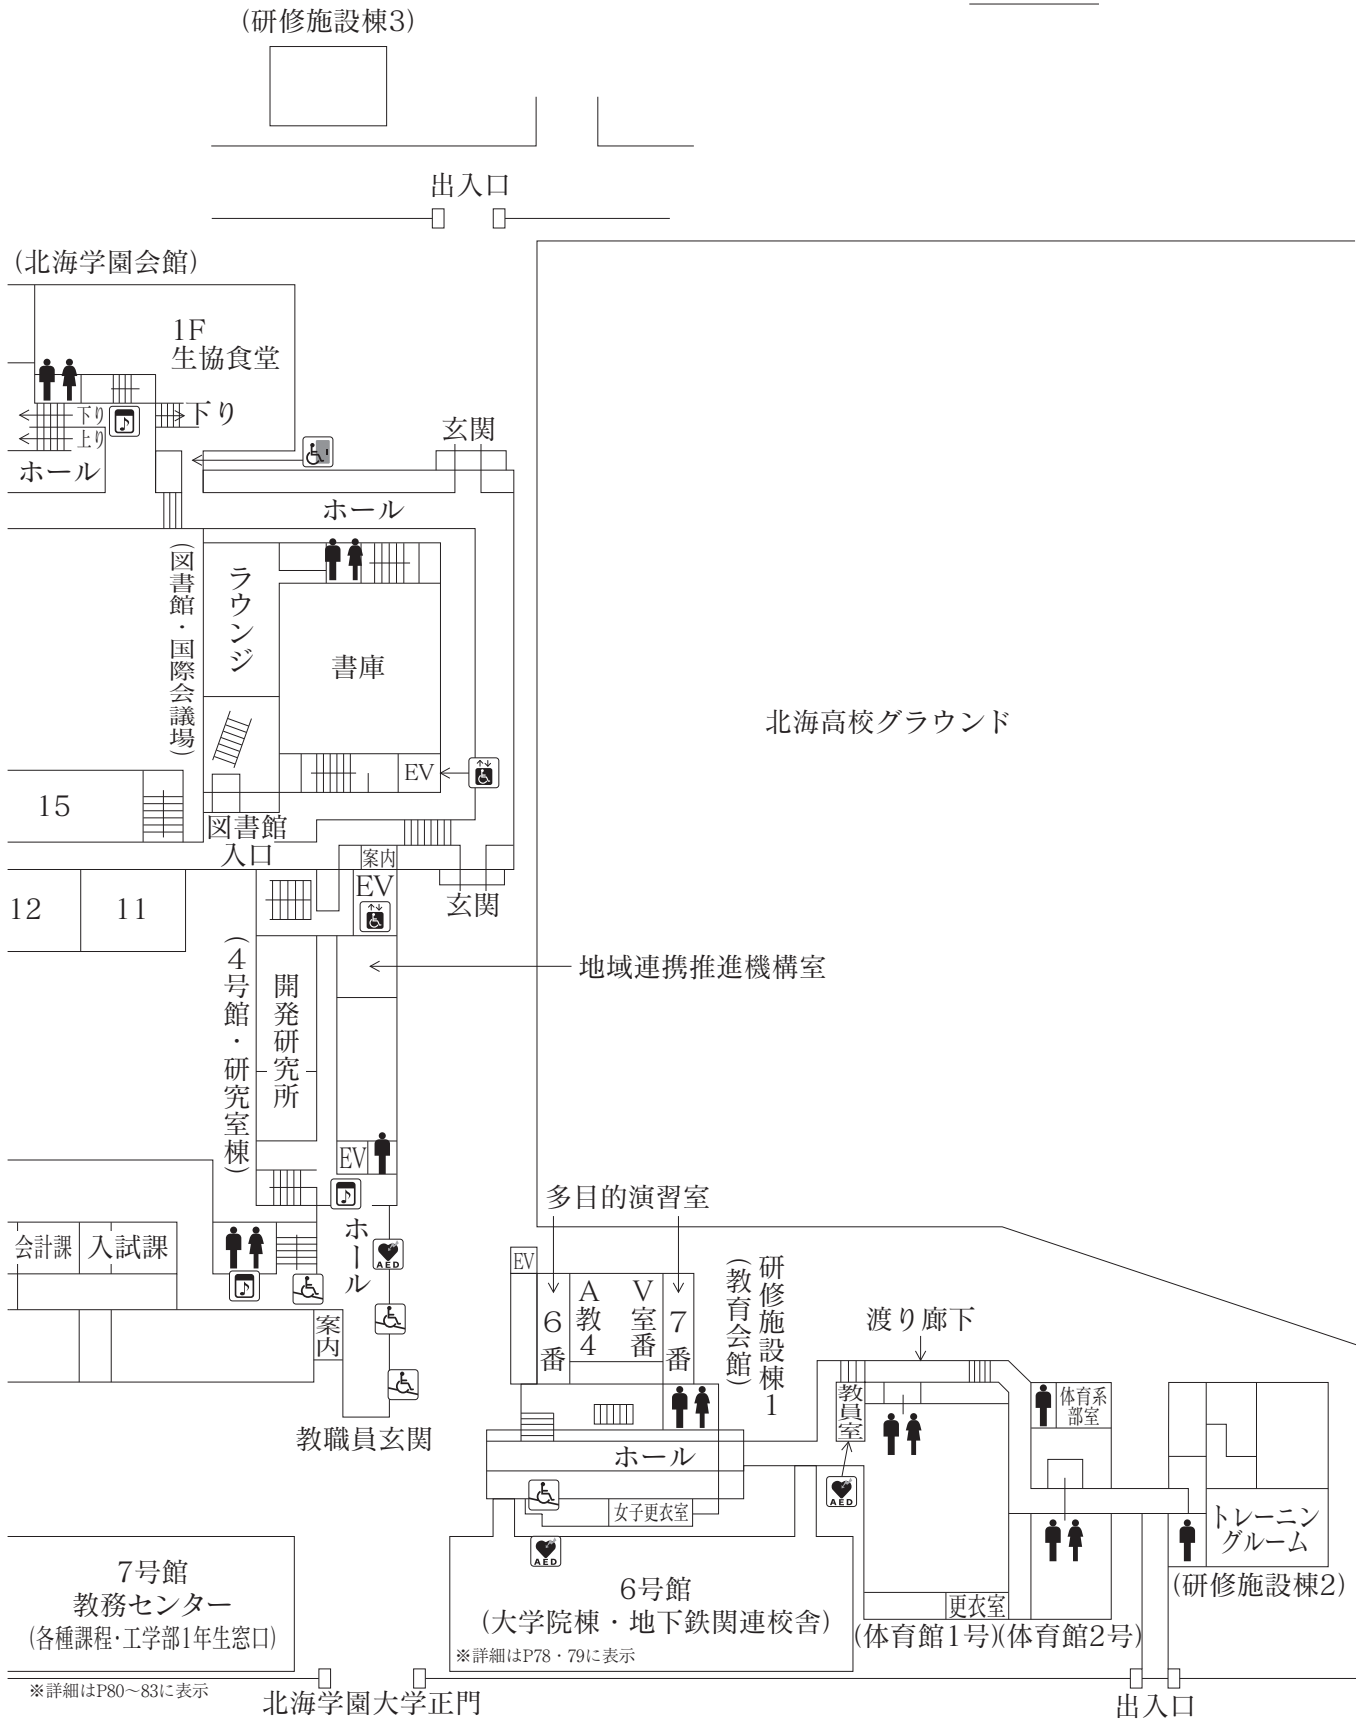 (研修施設棟3)
出入口
(北海学園会館)
1F
生協食堂
下り
下り
上り
ホール
玄関
ホール
(図書館・国際会議場)
ラウンジ
書庫
北海高校グラウンド
EV
15
図書館
入口
案内
EV
玄関
12
11
(4号館・研究室棟)
開発研究所
地域連携推進機構室
EV
多目的演習室
会計課
入試課
ホール
AED
案内
EV
6番
A
教
4
V
室
番
7番
研修施設棟1
(教育会館)
渡り廊下
教員室
体育系
部室
教職員玄関
ホール
AED
女子更衣室
AED
トレーニン
グルーム
(研修施設棟2)
7号館
教務センター
(各種課程・工学部1年生窓口)
6号館
(大学院棟・地下鉄関連校舎)
※詳細はP78・79に表示
更衣室
(体育館1号)(体育館2号)
※詳細はP80～83に表示
北海学園大学正門
出入口